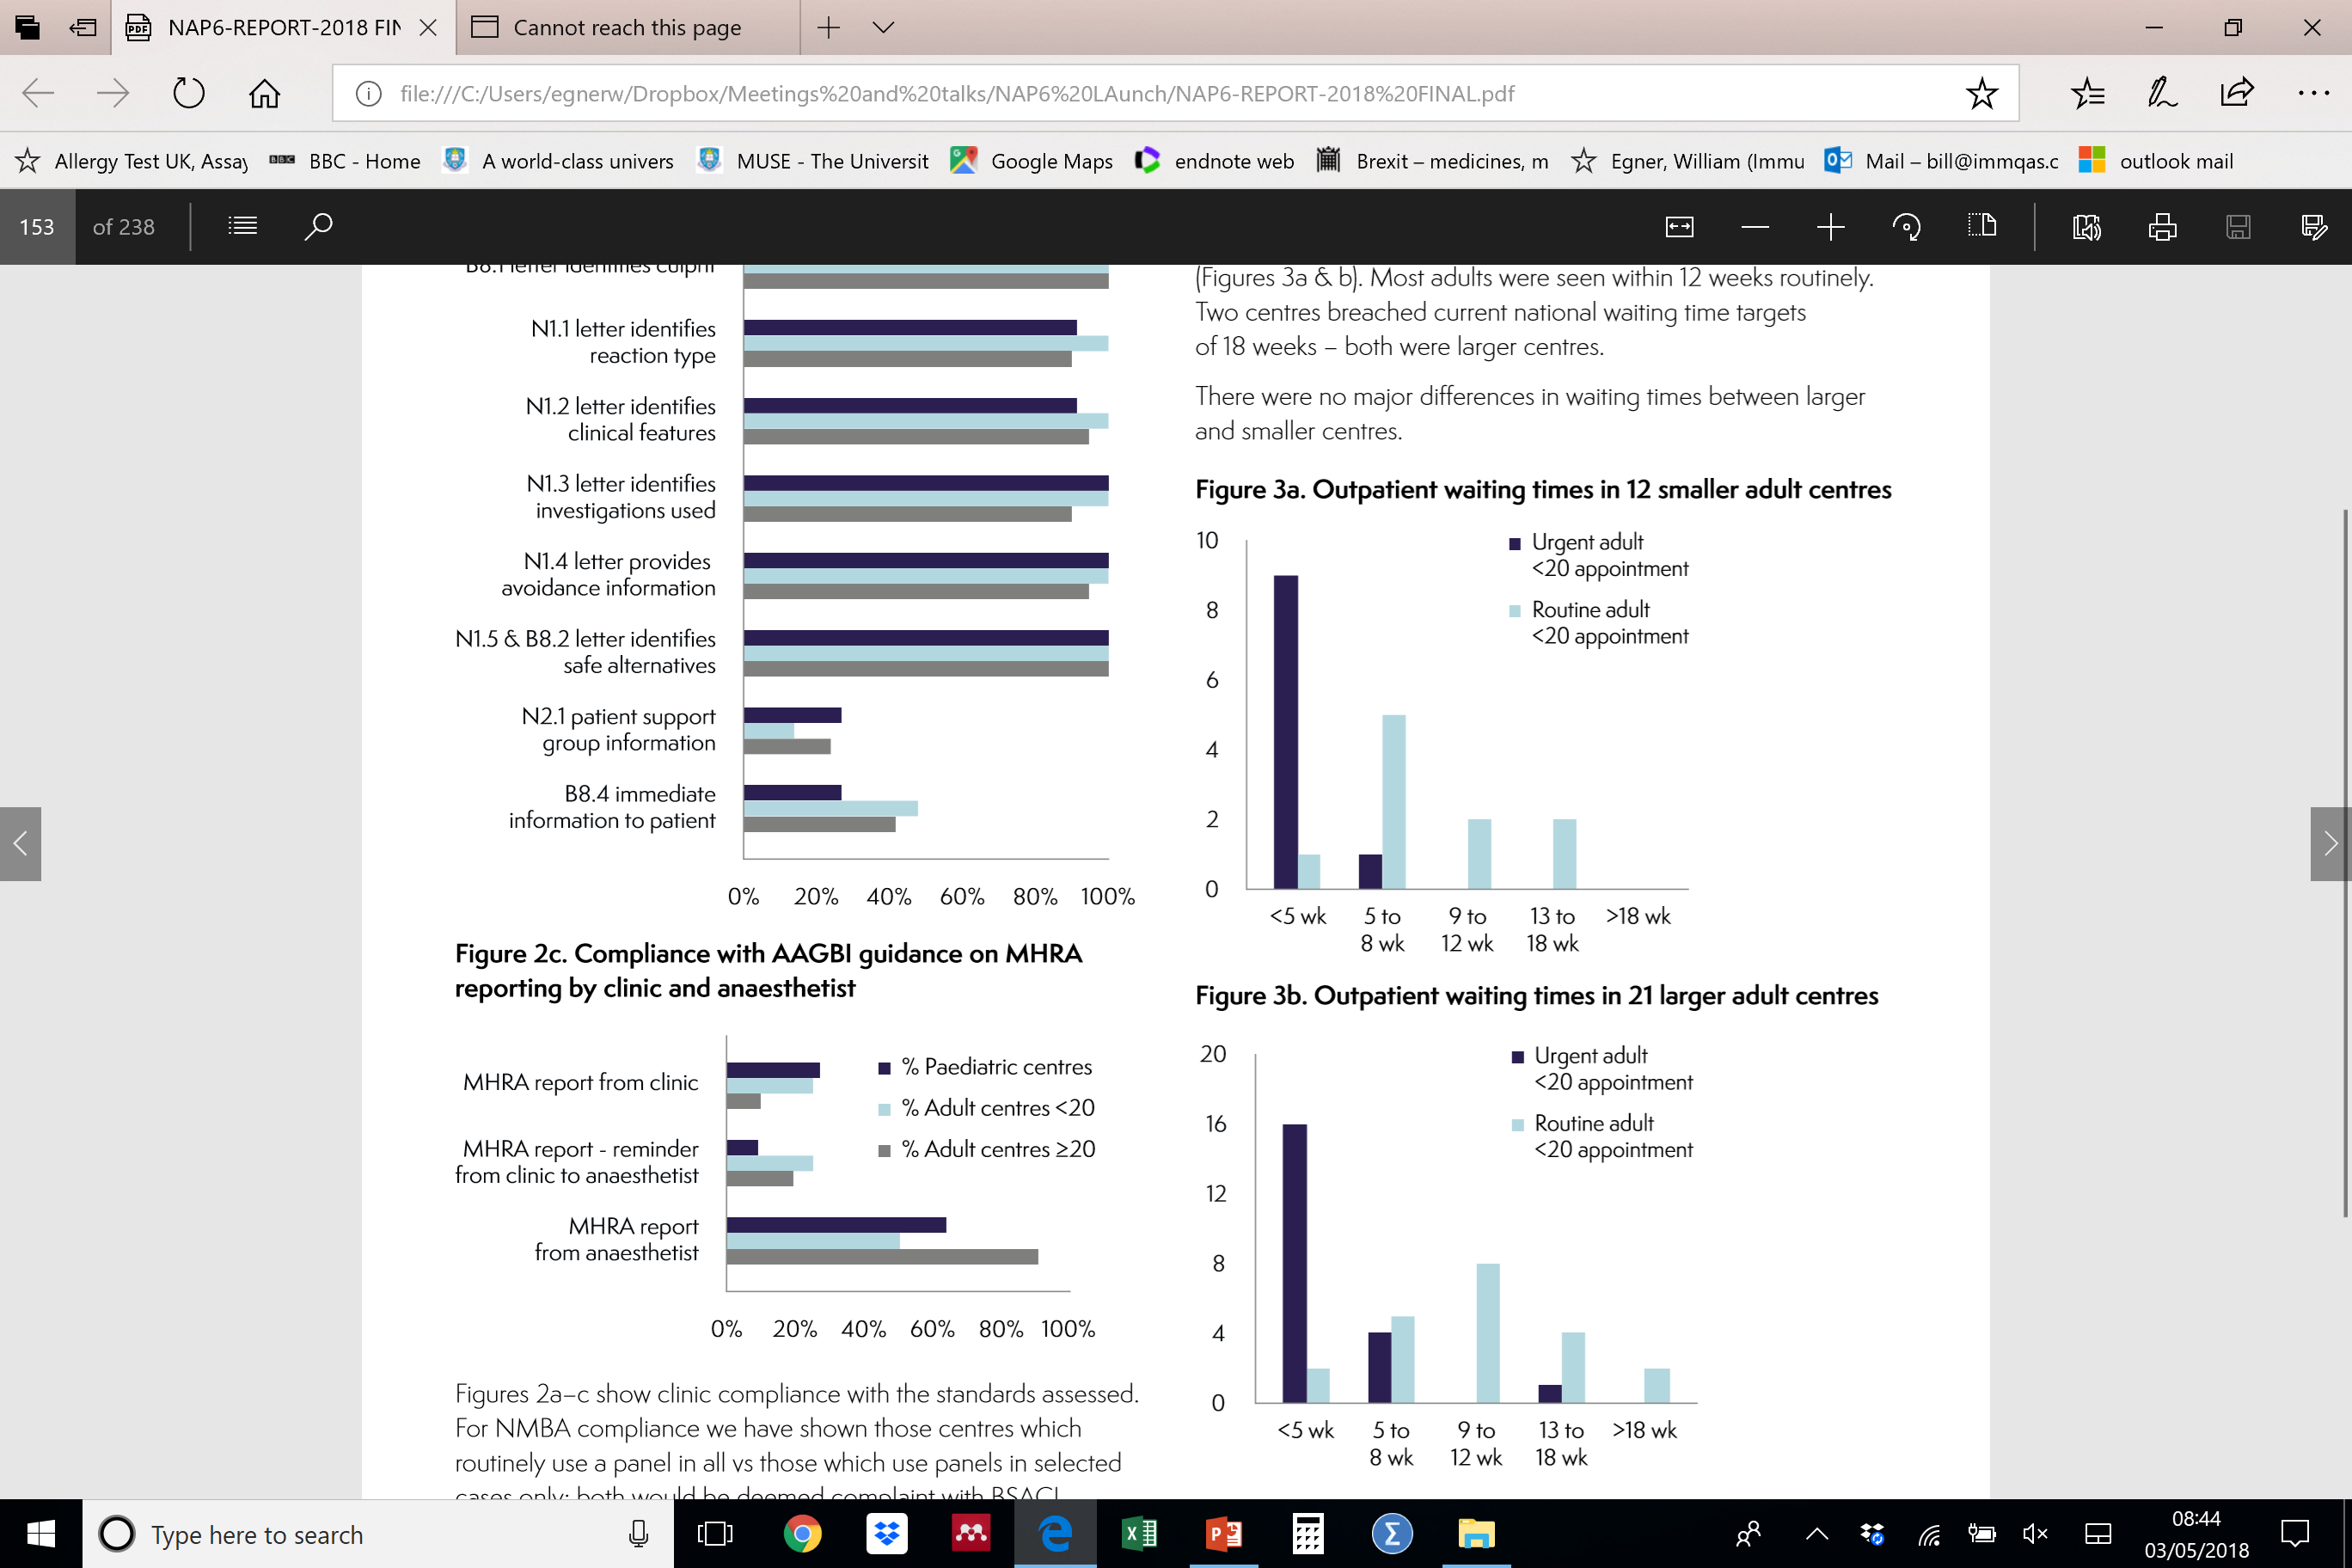 NAP6-REPORT-2018 FIN
Cannot reach this page
file:///C:/Users/egnerw/Dropbox/Meetings%20and%20talks/NAP6%20LAunch/NAP6-REPORT-2018%20FINAL.pdf
Allergy Test UK, Assay
BBC - Home
A world-class univers
MUSE - The Universit
Google Maps
endnote web
Brexit – medicines, m
Egner, William (Immu
Mail – bill@immqas.c
outlook mail
153 of 238
B8.1 letter identifies culprit
N1.1 letter identifies
reaction type
N1.2 letter identifies
clinical features
N1.3 letter identifies
investigations used
N1.4 letter provides
avoidance information
N1.5 & B8.2 letter identifies
safe alternatives
N2.1 patient support
group information
B8.4 immediate
information to patient
0% 20% 40% 60% 80% 100%
Figure 2c. Compliance with AAGBI guidance on MHRA
reporting by clinic and anaesthetist
MHRA report from clinic
MHRA report - reminder
from clinic to anaesthetist
MHRA report
from anaesthetist
% Paediatric centres
% Adult centres <20
% Adult centres ≥20
0% 20% 40% 60% 80% 100%
Figures 2a–c show clinic compliance with the standards assessed.
For NMBA compliance we have shown those centres which
routinely use a panel in all vs those which use panels in selected
cases only; both would be deemed complaint with BSACI
(Figures 3a & b). Most adults were seen within 12 weeks routinely.
Two centres breached current national waiting time targets
of 18 weeks – both were larger centres.
There were no major differences in waiting times between larger
and smaller centres.
Figure 3a. Outpatient waiting times in 12 smaller adult centres
10
8
6
4
2
0
Urgent adult
<20 appointment
Routine adult
<20 appointment
<5 wk 5 to 9 to 13 to >18 wk
8 wk 12 wk 18 wk
Figure 3b. Outpatient waiting times in 21 larger adult centres
20
16
12
8
4
0
Urgent adult
<20 appointment
Routine adult
<20 appointment
<5 wk 5 to 9 to 13 to >18 wk
8 wk 12 wk 18 wk
Type here to search
08:44
03/05/2018